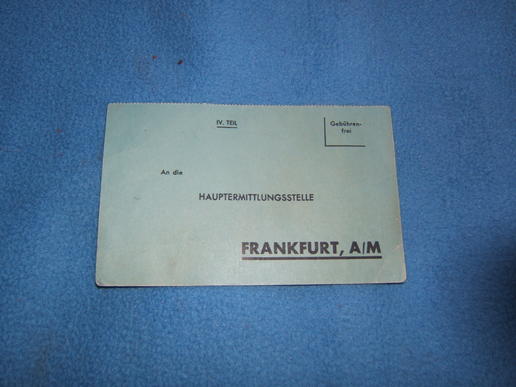 IV. TEIL
Gebühren-
frei
An die
HAUPTERMITTLUNGSSTELLE
FRANKFURT, A/M